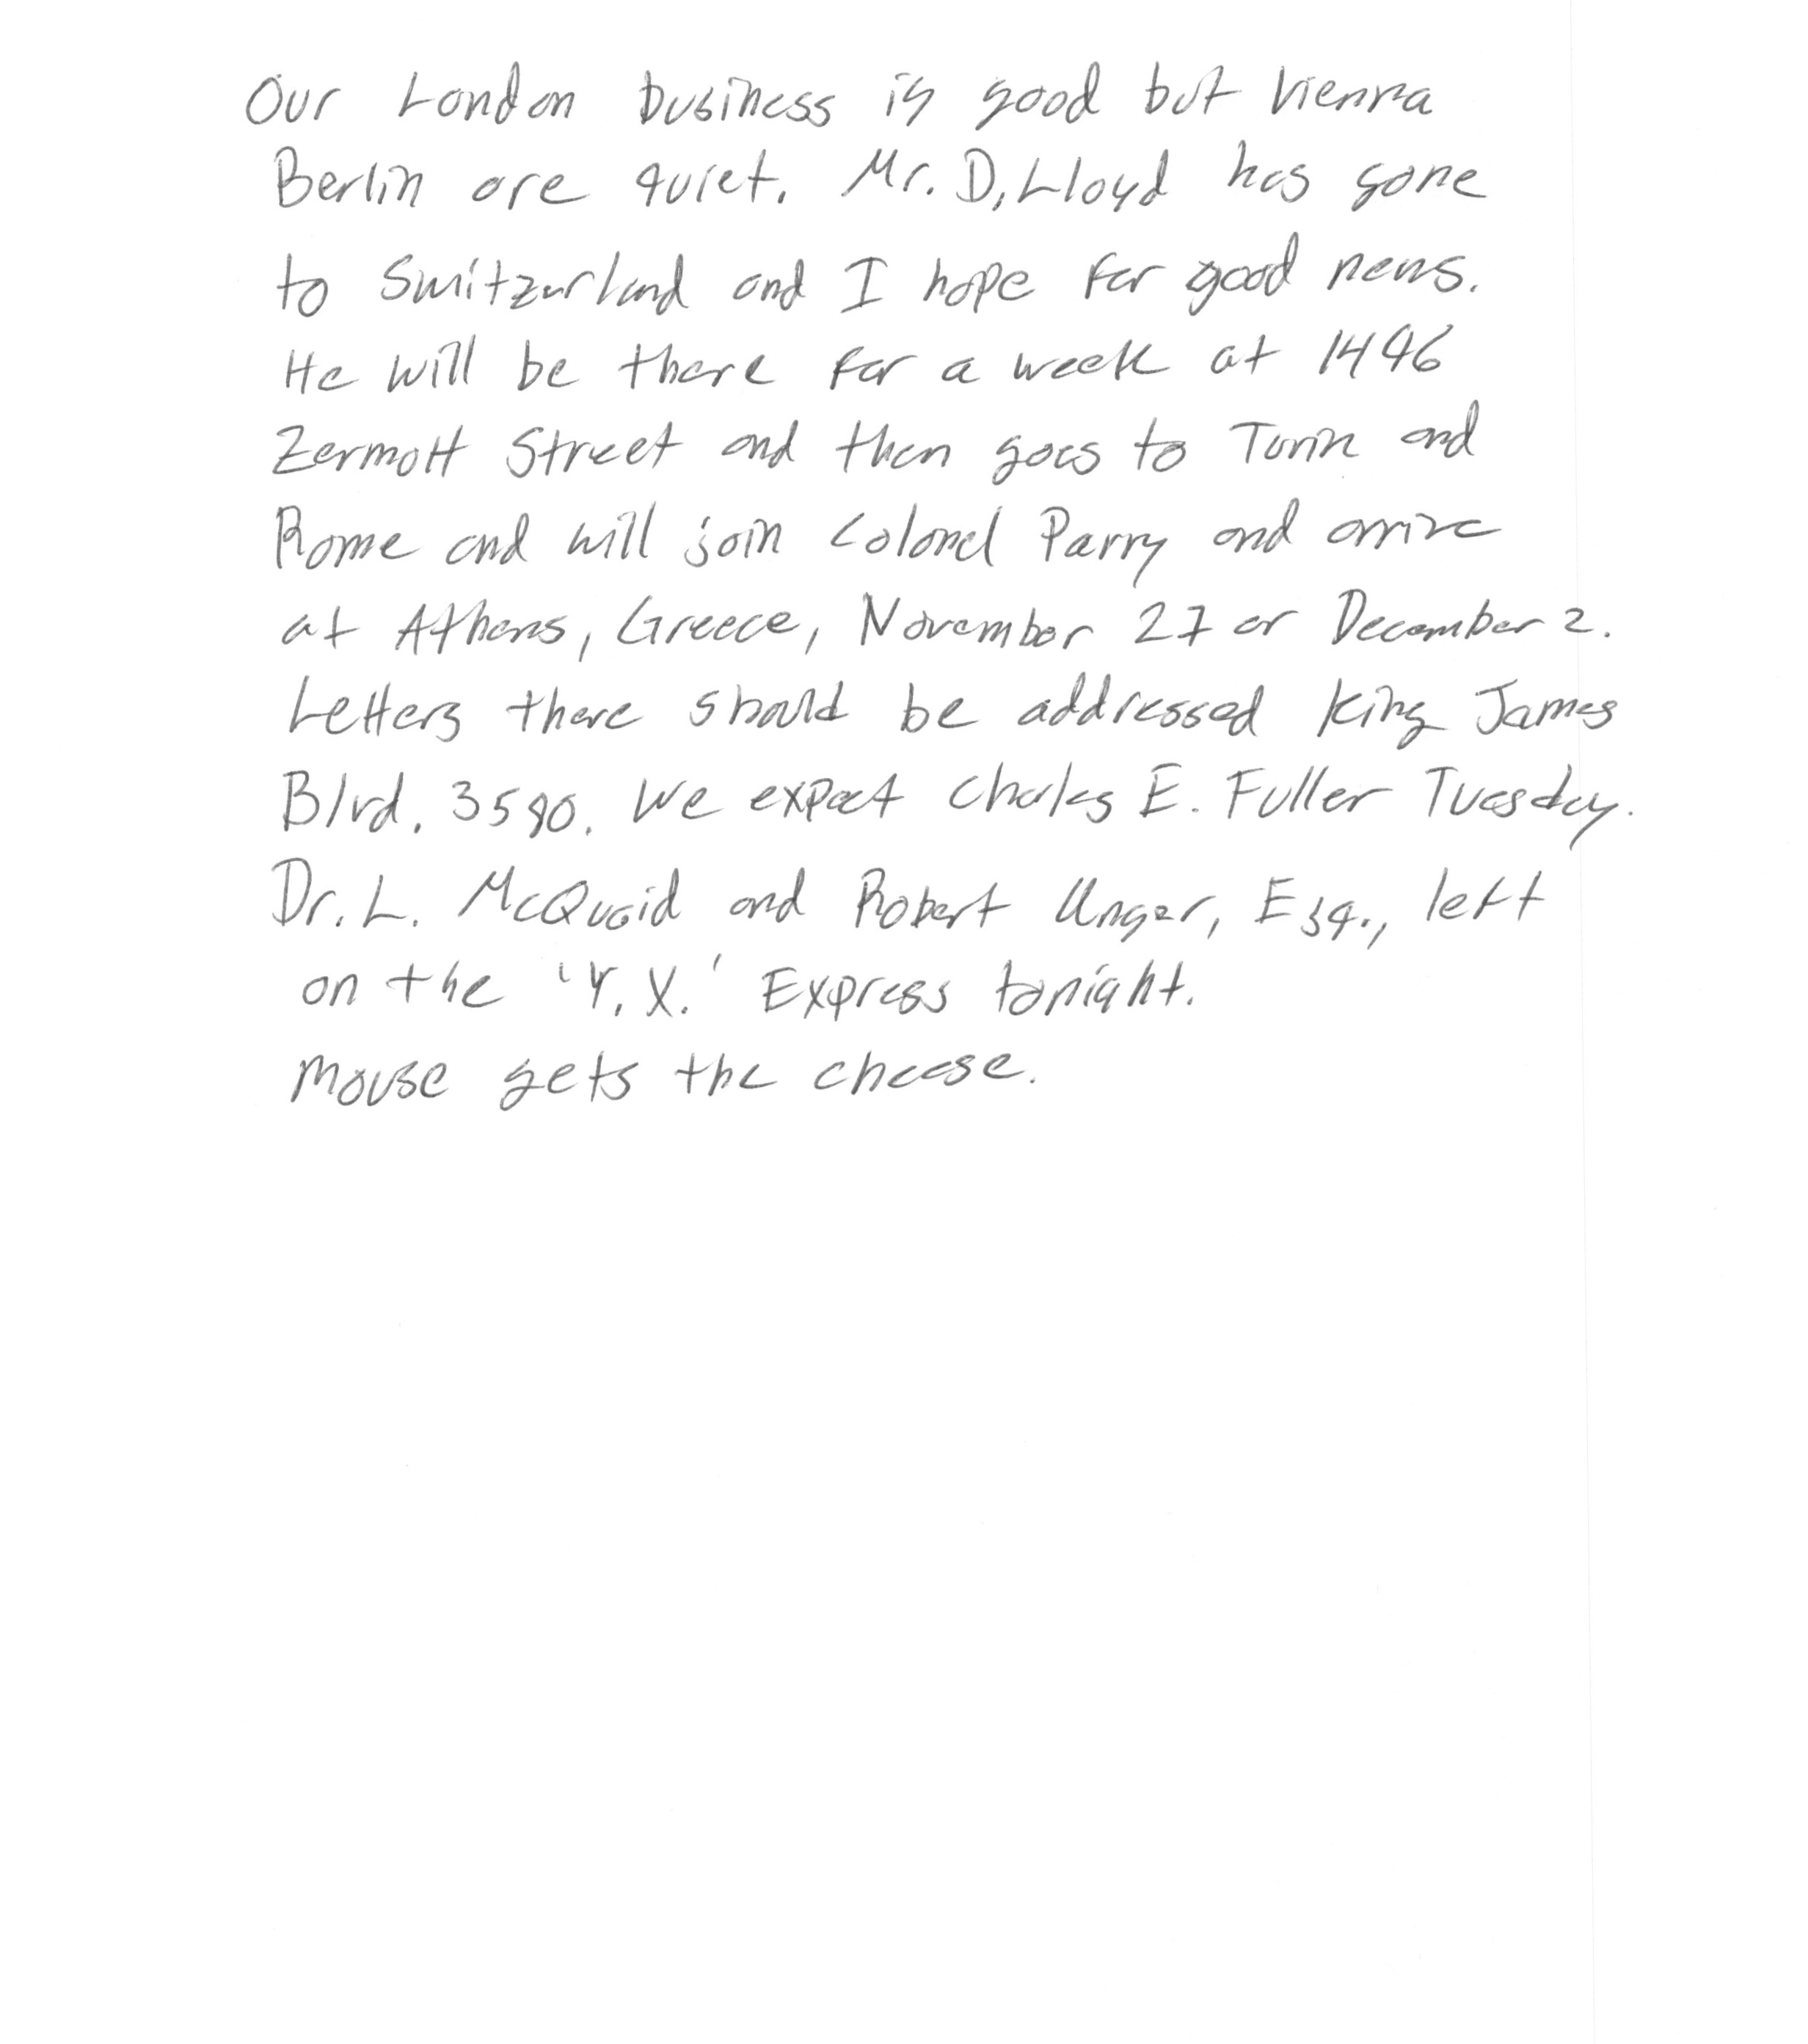 Our London business is good but Vienna
Berlin are quiet. Mr. D. Lloyd has gone
to Switzerland and I hope for good news.
He will be there for a week at 1496
Zermott Street and then goes to Turin and
Rome and will join Colonel Parry and arrive
at Athens, Greece, November 27 or December 2.
Letters there should be addressed King James
Blvd. 3580. We expect Charles E. Fuller Tuesday.
Dr. L. McQuaid and Robert Unger, Esq., left
on the 'Y. X.' Express tonight.
Mouse gets the cheese.